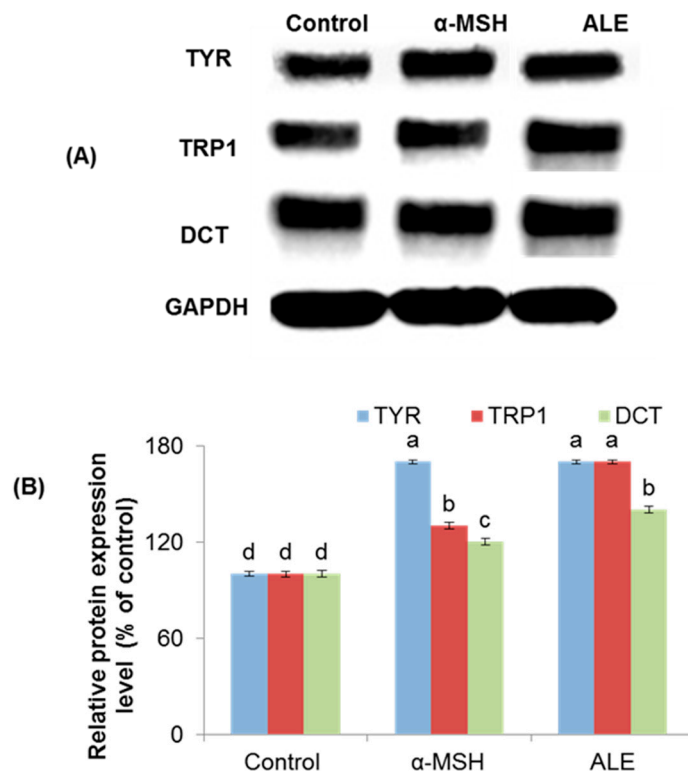 Control α-MSH ALE
TYR
TRP1
(A)
DCT
GAPDH
TYR TRP1 DCT
(B)
Relative protein expression
level (% of control)
180
120
60
0
d d d
a b c
a a b
Control α-MSH ALE